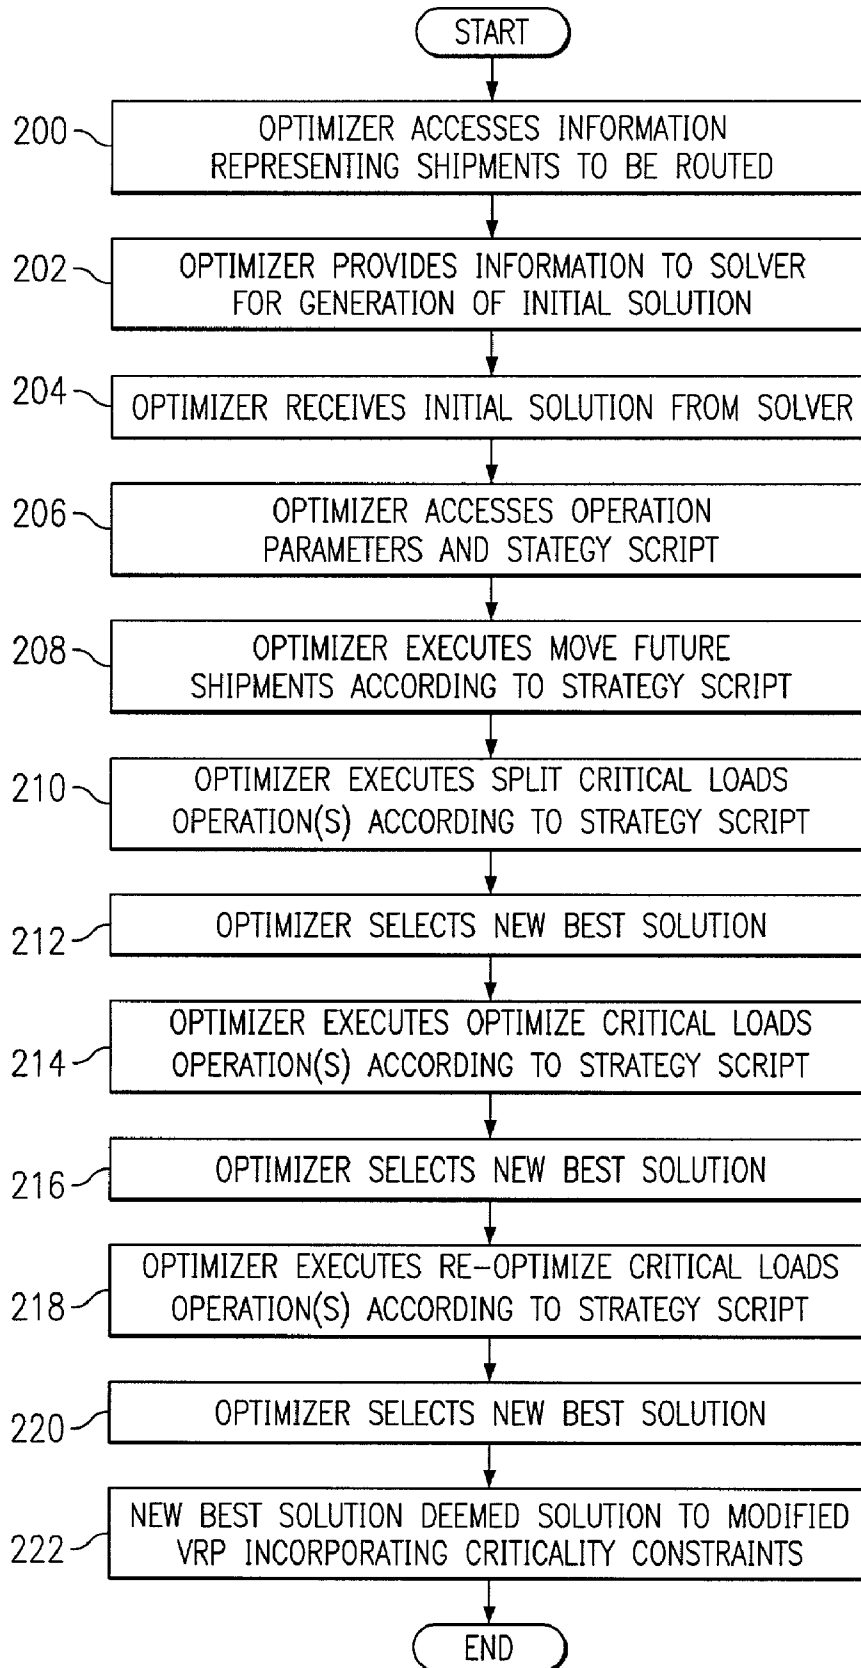 START
200
OPTIMIZER ACCESSES INFORMATION
REPRESENTING SHIPMENTS TO BE ROUTED
202
OPTIMIZER PROVIDES INFORMATION TO SOLVER
FOR GENERATION OF INITIAL SOLUTION
204
OPTIMIZER RECEIVES INITIAL SOLUTION FROM SOLVER
206
OPTIMIZER ACCESSES OPERATION
PARAMETERS AND STATEGY SCRIPT
208
OPTIMIZER EXECUTES MOVE FUTURE
SHIPMENTS ACCORDING TO STRATEGY SCRIPT
210
OPTIMIZER EXECUTES SPLIT CRITICAL LOADS
OPERATION(S) ACCORDING TO STRATEGY SCRIPT
212
OPTIMIZER SELECTS NEW BEST SOLUTION
214
OPTIMIZER EXECUTES OPTIMIZE CRITICAL LOADS
OPERATION(S) ACCORDING TO STRATEGY SCRIPT
216
OPTIMIZER SELECTS NEW BEST SOLUTION
218
OPTIMIZER EXECUTES RE-OPTIMIZE CRITICAL LOADS
OPERATION(S) ACCORDING TO STRATEGY SCRIPT
220
OPTIMIZER SELECTS NEW BEST SOLUTION
222
NEW BEST SOLUTION DEEMED SOLUTION TO MODIFIED
VRP INCORPORATING CRITICALITY CONSTRAINTS
END